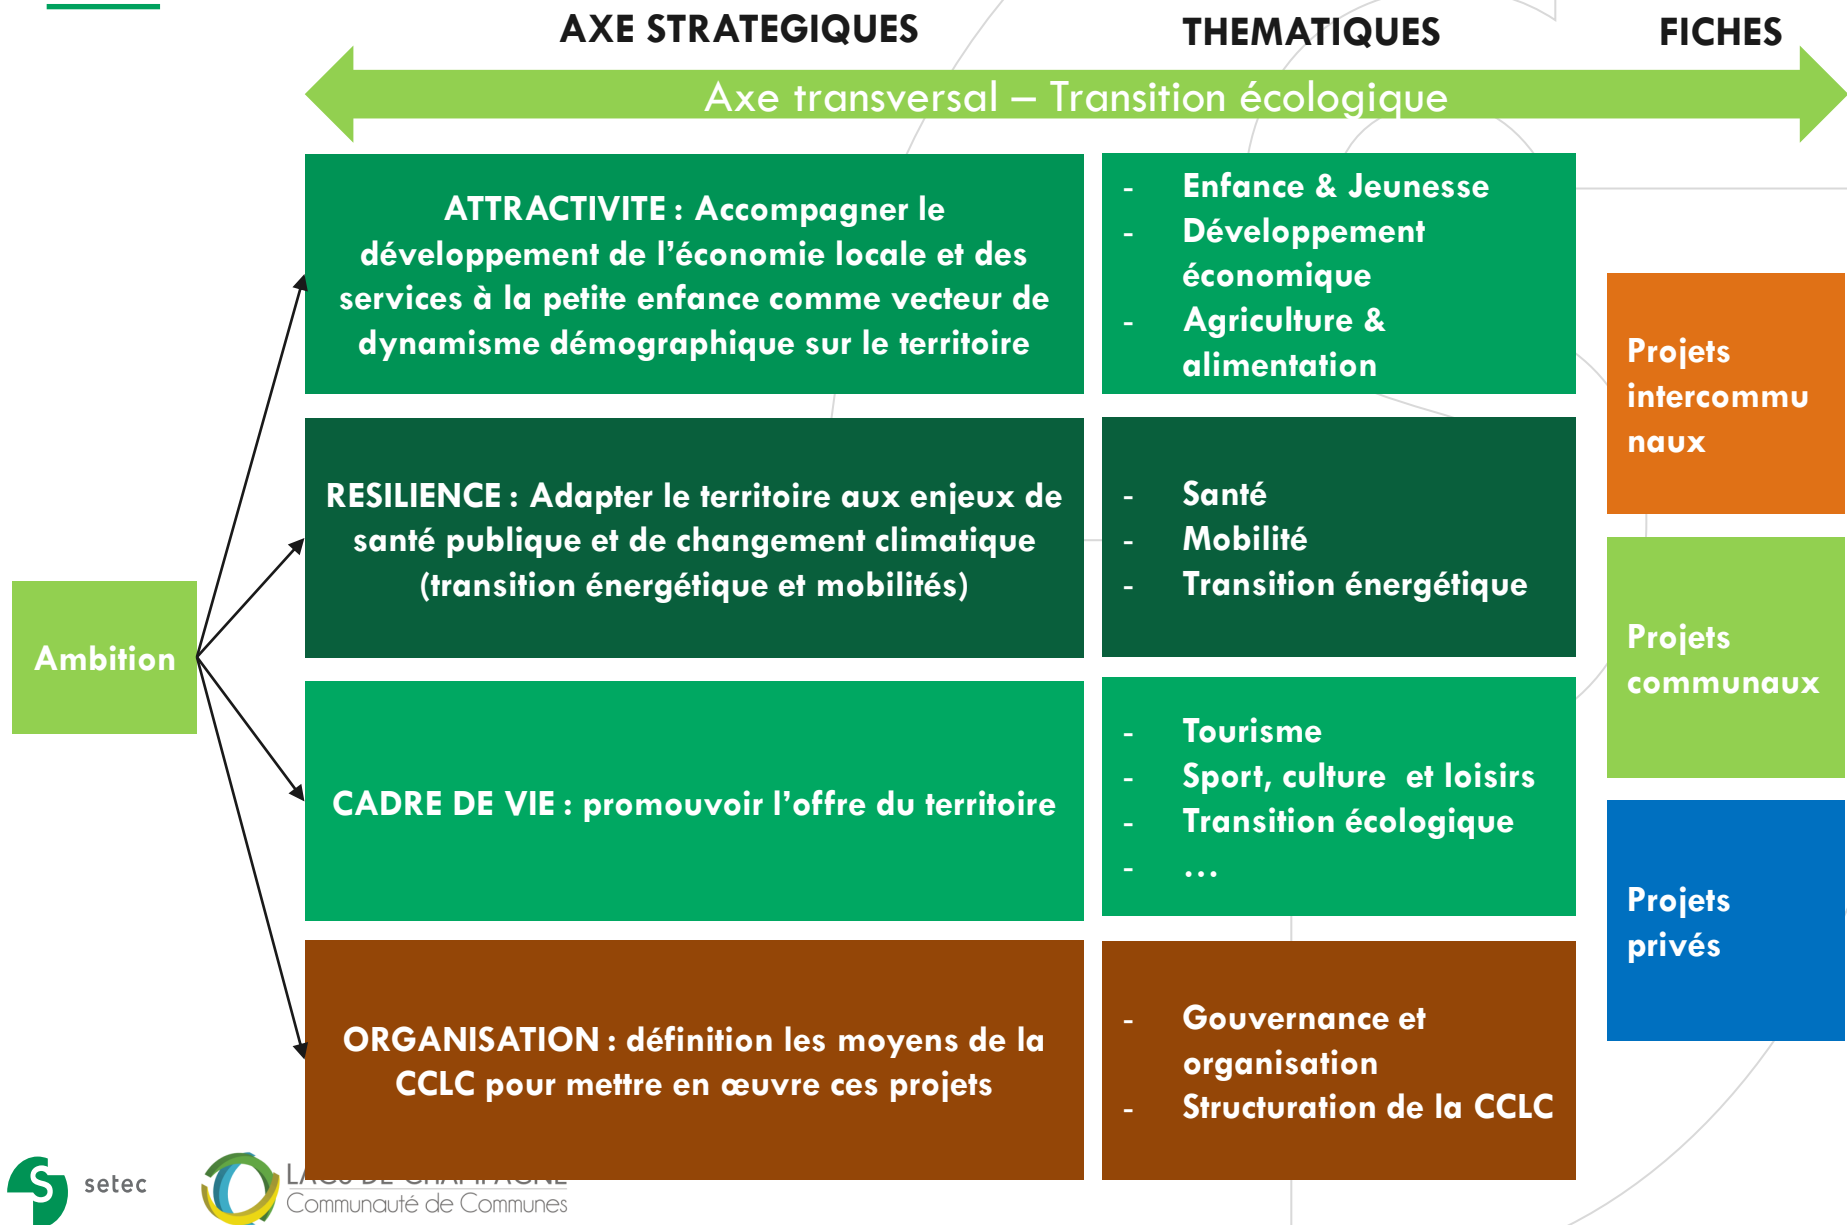 AXE STRATEGIQUES
THEMATIQUES
FICHES
Axe transversal – Transition écologique
Ambition
ATTRACTIVITE : Accompagner le
développement de l’économie locale et des
services à la petite enfance comme vecteur de
dynamisme démographique sur le territoire
- Enfance & Jeunesse
- Développement
économique
- Agriculture &
alimentation
RESILIENCE : Adapter le territoire aux enjeux de
santé publique et de changement climatique
(transition énergétique et mobilités)
- Santé
- Mobilité
- Transition énergétique
CADRE DE VIE : promouvoir l’offre du territoire
- Tourisme
- Sport, culture et loisirs
- Transition écologique
- …
ORGANISATION : définition les moyens de la
CCLC pour mettre en œuvre ces projets
- Gouvernance et
organisation
- Structuration de la CCLC
Projets
intercommu
naux
Projets
communaux
Projets
privés
setec
LACS DE CHAMPAGNE
Communauté de Communes